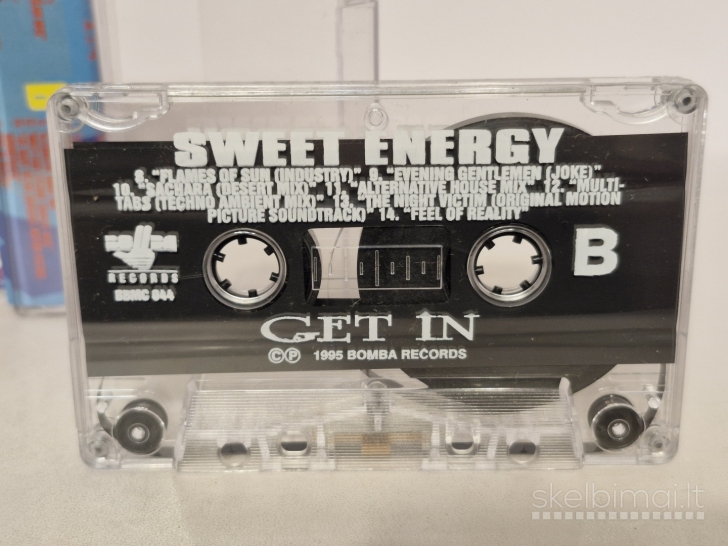 SWEET ENERGY
8. "FLAMES OF SUN (INDUSTRY)" 9. "EVENING GENTLEMEN (JOKE)"
10. "SACHARA (DESERT MIX)" 11. "ALTERNATIVE HOUSE MIX" 12. "MULTI-
TABS (TECHNO AMBIENT MIX)" 13. "THE NIGHT VICTIM (ORIGINAL MOTION
PICTURE SOUNDTRACK)" 14. "FEEL OF REALITY"
RECORDS
044
B
GET IN
© ℗ 1995 BOMBA RECORDS
skelbimai.lt